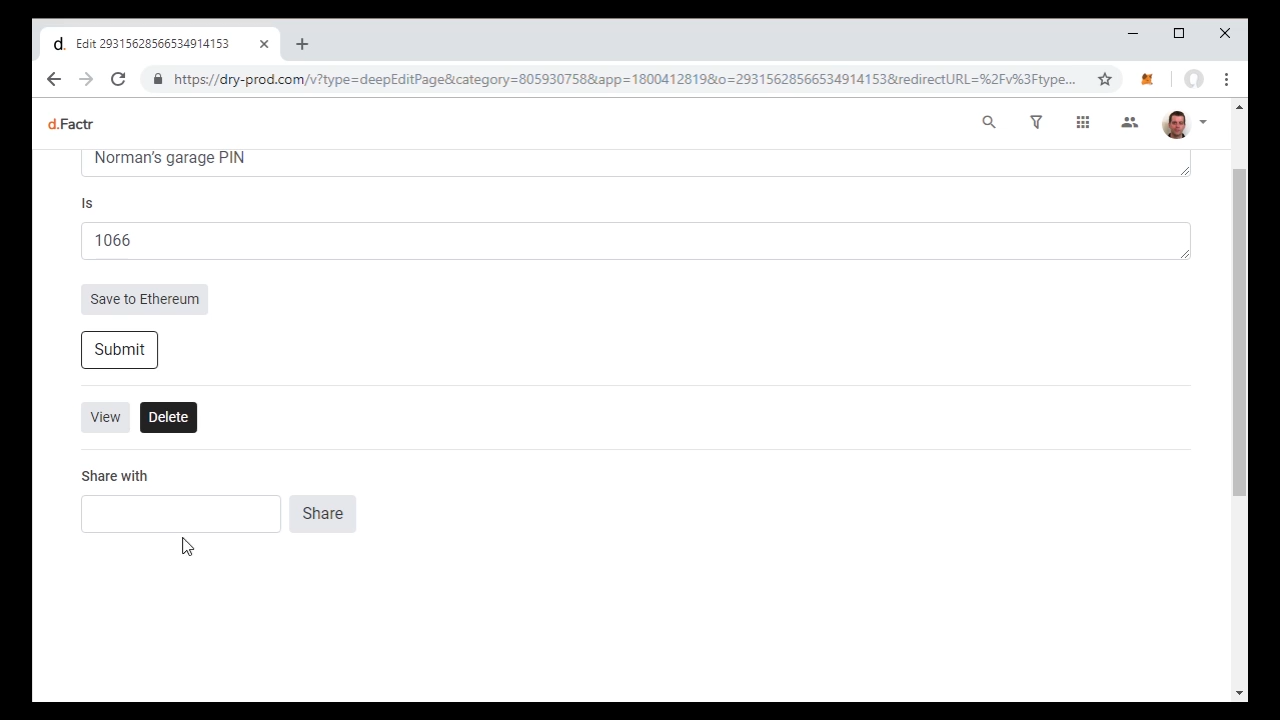 d. Edit 29315628566534914153
https://dry-prod.com/v?type=deepEditPage&category=805930758&app=1800412819&o=29315628566534914153&redirectURL=%2Fv%3Ftype...
d.Factr
Norman's garage PIN
Is
1066
Save to Ethereum
Submit
View Delete
Share with
Share